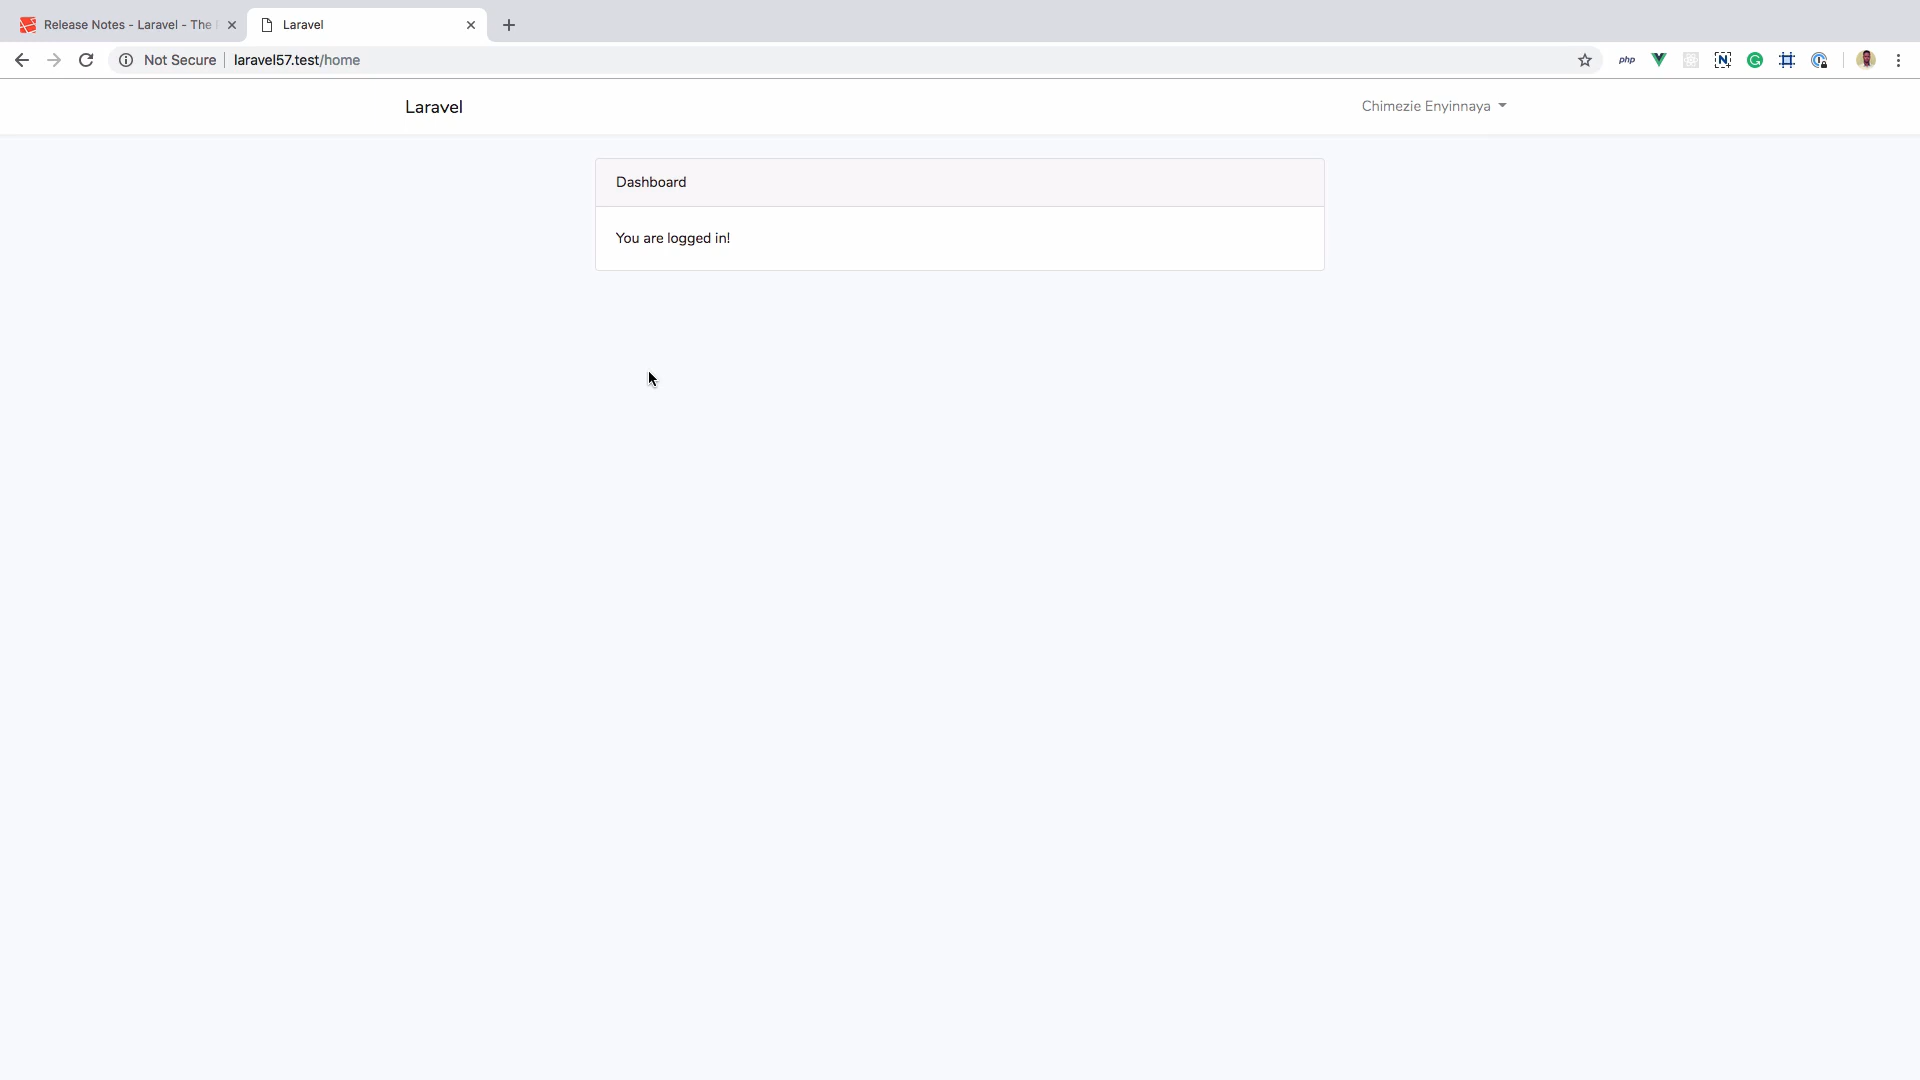 Release Notes - Laravel - The
Laravel
Not Secure
laravel57.test/home
php
Laravel
Chimezie Enyinnaya
Dashboard
You are logged in!